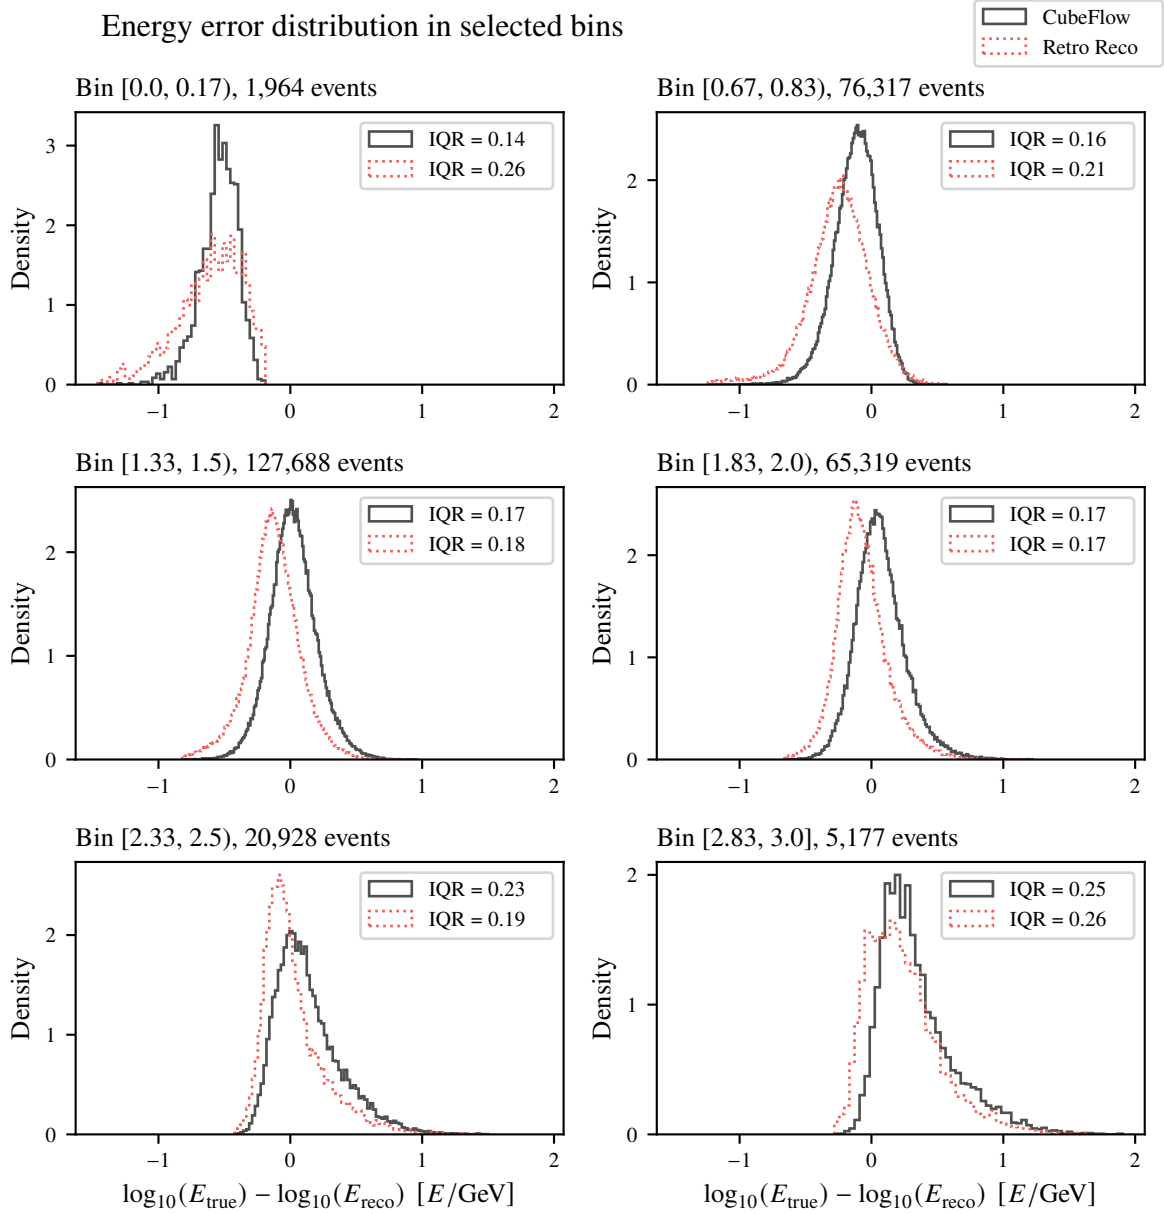 Energy error distribution in selected bins
CubeFlow
Retro Reco
Bin [0.0, 0.17), 1,964 events
IQR = 0.14
IQR = 0.26
Density
0
1
2
3
−1
0
1
2
Bin [0.67, 0.83), 76,317 events
IQR = 0.16
IQR = 0.21
Density
0
1
2
−1
0
1
2
Bin [1.33, 1.5), 127,688 events
IQR = 0.17
IQR = 0.18
Density
0
1
2
−1
0
1
2
Bin [1.83, 2.0), 65,319 events
IQR = 0.17
IQR = 0.17
Density
0
1
2
−1
0
1
2
Bin [2.33, 2.5), 20,928 events
IQR = 0.23
IQR = 0.19
Density
0
1
2
−1
0
1
2
log₁₀(E_true) − log₁₀(E_reco) [E/GeV]
Bin [2.83, 3.0], 5,177 events
IQR = 0.25
IQR = 0.26
Density
0
1
2
−1
0
1
2
log₁₀(E_true) − log₁₀(E_reco) [E/GeV]